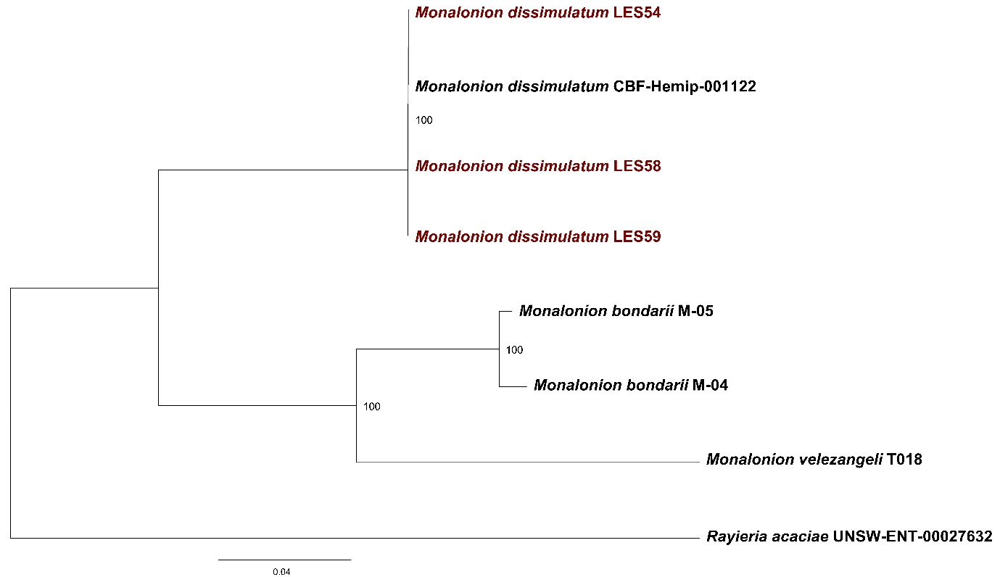 Monalonion dissimulatum LES54
Monalonion dissimulatum CBF-Hemip-001122
100
Monalonion dissimulatum LES58
Monalonion dissimulatum LES59
Monalonion bondarii M-05
100
Monalonion bondarii M-04
100
Monalonion velezangeli T018
Rayieria acaciae UNSW-ENT-00027632
0.04